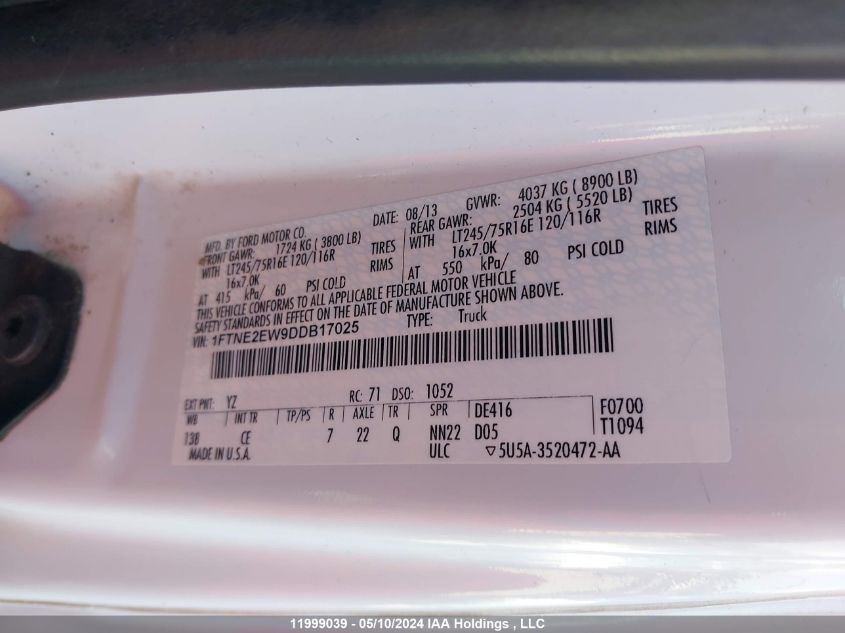 MFD. BY FORD MOTOR CO.
DATE: 08/13 GVWR: 4037 KG ( 8900 LB)
FRONT GAWR: 1724 KG ( 3800 LB) REAR GAWR: 2504 KG ( 5520 LB)
WITH LT245/75R16E 120/116R TIRES WITH LT245/75R16E 120/116R TIRES
16x7.0K RIMS 16x7.0K RIMS
AT 415 kPa/ 60 PSI COLD AT 550 kPa/ 80 PSI COLD
THIS VEHICLE CONFORMS TO ALL APPLICABLE FEDERAL MOTOR VEHICLE
SAFETY STANDARDS IN EFFECT ON THE DATE OF MANUFACTURE SHOWN ABOVE.
VIN: 1FTNE2EW9DDB17025 TYPE: Truck
EXT PNT: YZ RC: 71 DSO: 1052
WB INT TR TP/PS R AXLE TR SPR DE416 F0700
138 CE 7 22 Q NN22 D05 T1094
MADE IN U.S.A. ULC ▽5U5A-3520472-AA
11999039 - 05/10/2024 IAA Holdings , LLC